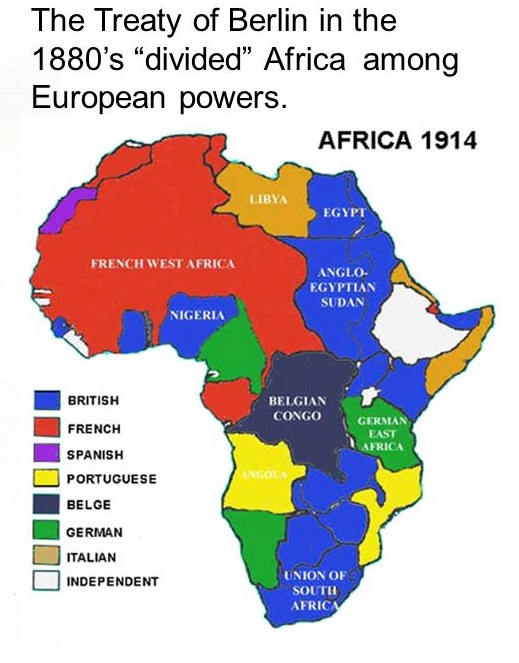 The Treaty of Berlin in the
1880’s “divided” Africa among
European powers.
AFRICA 1914
LIBYA
EGYPT
FRENCH WEST AFRICA
ANGLO-
EGYPTIAN
SUDAN
NIGERIA
BELGIAN
CONGO
GERMAN
EAST
AFRICA
ANGOLA
UNION OF
SOUTH
AFRICA
BRITISH
FRENCH
SPANISH
PORTUGUESE
BELGE
GERMAN
ITALIAN
INDEPENDENT